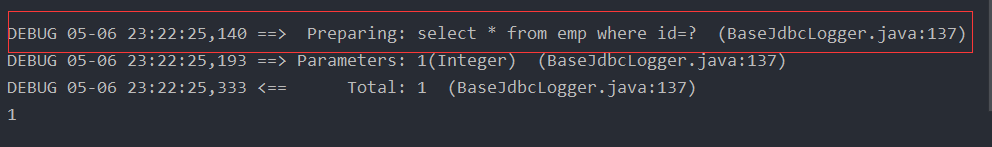 DEBUG 05-06 23:22:25,140 ==>  Preparing: select * from emp where id=?  (BaseJdbcLogger.java:137)
DEBUG 05-06 23:22:25,193 ==> Parameters: 1(Integer)  (BaseJdbcLogger.java:137)
DEBUG 05-06 23:22:25,333 <==      Total: 1  (BaseJdbcLogger.java:137)
1